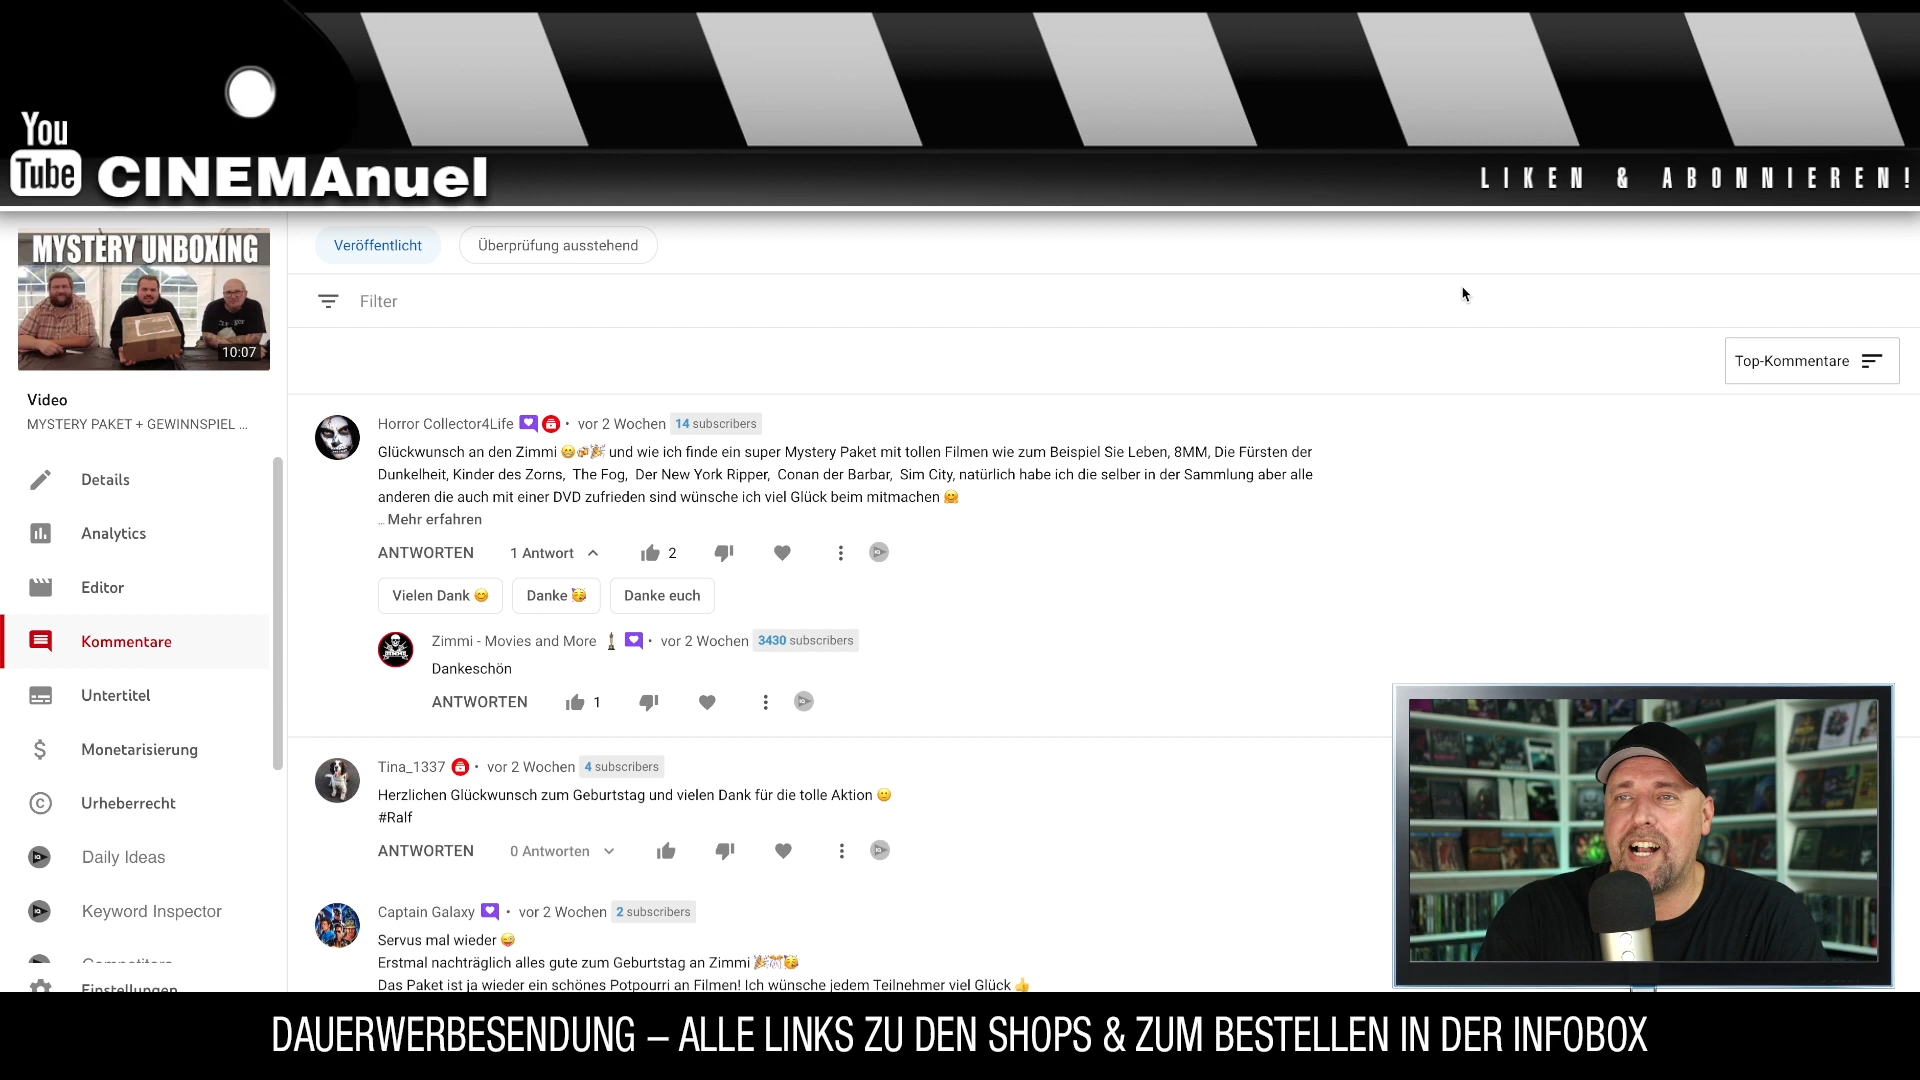 You
Tube CINEMAnuel
LIKEN & ABONNIEREN!
MYSTERY UNBOXING
10:07
Video
MYSTERY PAKET + GEWINNSPIEL ...
Details
Analytics
Editor
Kommentare
Untertitel
Monetarisierung
Urheberrecht
Daily Ideas
Keyword Inspector
Competitors
Einstellungen
Veröffentlicht
Überprüfung ausstehend
Filter
Top-Kommentare
Horror Collector4Life • vor 2 Wochen 14 subscribers
Glückwunsch an den Zimmi 😁🍻🎉 und wie ich finde ein super Mystery Paket mit tollen Filmen wie zum Beispiel Sie Leben, 8MM, Die Fürsten der
Dunkelheit, Kinder des Zorns, The Fog, Der New York Ripper, Conan der Barbar, Sim City, natürlich habe ich die selber in der Sammlung aber alle
anderen die auch mit einer DVD zufrieden sind wünsche ich viel Glück beim mitmachen 🤗
... Mehr erfahren
ANTWORTEN 1 Antwort 2
Vielen Dank 😊 Danke 🥳 Danke euch
Zimmi - Movies and More • vor 2 Wochen 3430 subscribers
Dankeschön
ANTWORTEN 1
Tina_1337 • vor 2 Wochen 4 subscribers
Herzlichen Glückwunsch zum Geburtstag und vielen Dank für die tolle Aktion 🙂
#Ralf
ANTWORTEN 0 Antworten
Captain Galaxy • vor 2 Wochen 2 subscribers
Servus mal wieder 😜
Erstmal nachträglich alles gute zum Geburtstag an Zimmi 🎉🎊🥳
Das Paket ist ja wieder ein schönes Potpourri an Filmen! Ich wünsche jedem Teilnehmer viel Glück 👍
DAUERWERBESENDUNG – ALLE LINKS ZU DEN SHOPS & ZUM BESTELLEN IN DER INFOBOX